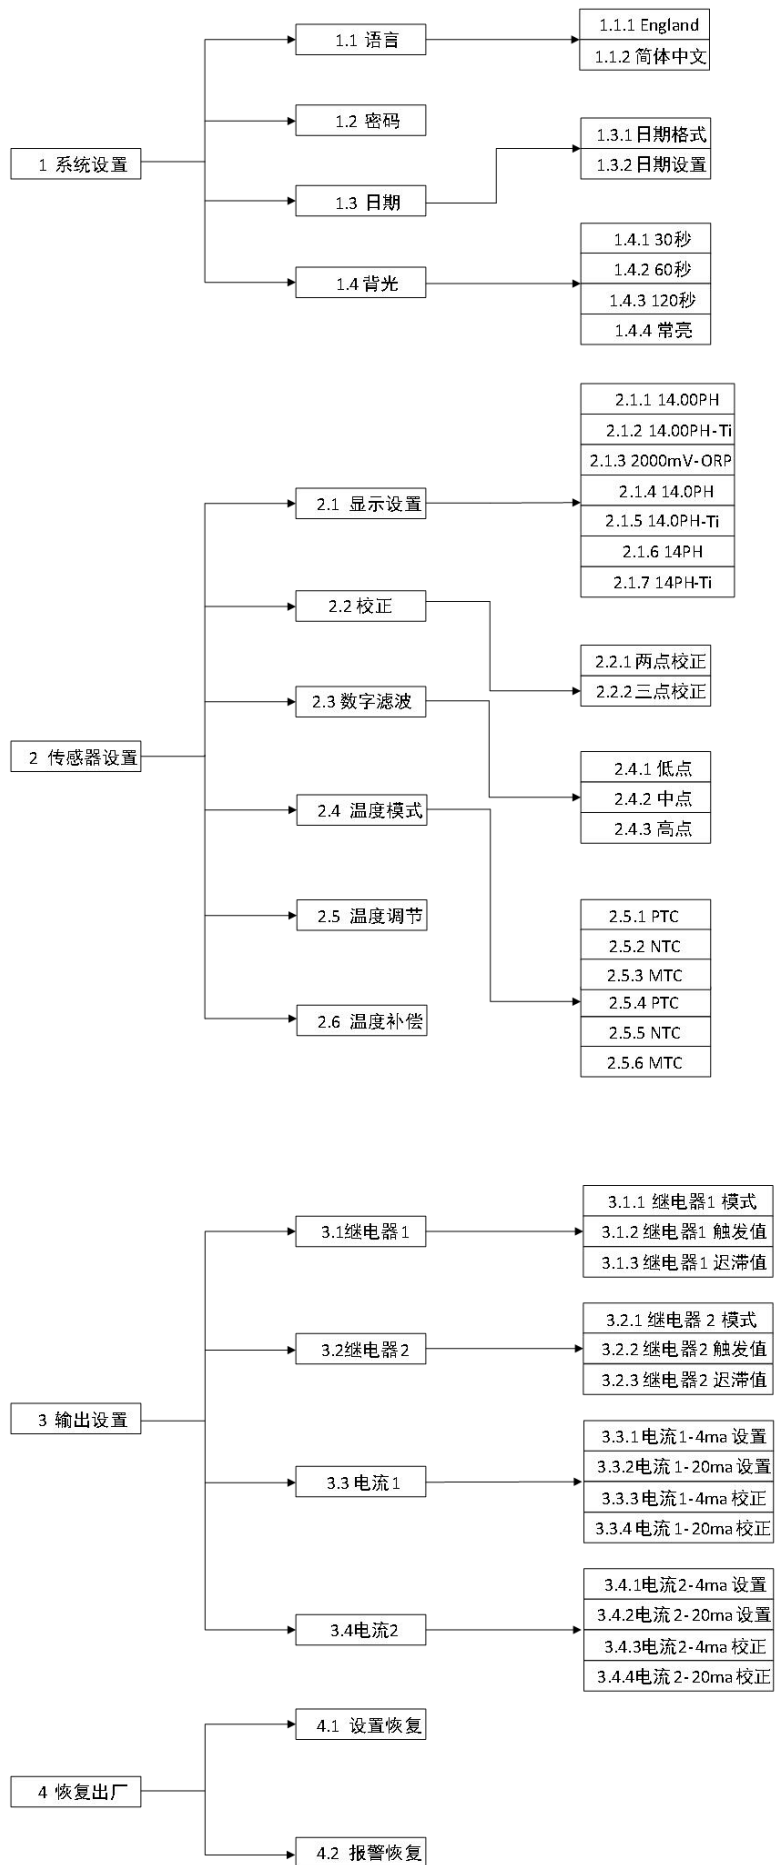 1 系统设置
1.1 语言
1.1.1 England
1.1.2 简体中文
1.2 密码
1.3 日期
1.3.1日期格式
1.3.2日期设置
1.4背光
1.4.1 30秒
1.4.2 60秒
1.4.3 120秒
1.4.4 常亮
2 传感器设置
2.1 显示设置
2.1.1 14.00PH
2.1.2 14.00PH-Ti
2.1.3 2000mV-ORP
2.1.4 14.0PH
2.1.5 14.0PH-Ti
2.1.6 14PH
2.1.7 14PH-Ti
2.2校正
2.2.1两点校正
2.2.2三点校正
2.3数字滤波
2.4.1 低点
2.4.2 中点
2.4.3 高点
2.4 温度模式
2.5.1 PTC
2.5.2 NTC
2.5.3 MTC
2.5.4 PTC
2.5.5 NTC
2.5.6 MTC
2.5 温度调节
2.6 温度补偿
3 输出设置
3.1继电器1
3.1.1 继电器1 模式
3.1.2 继电器1 触发值
3.1.3 继电器1 迟滞值
3.2继电器2
3.2.1 继电器 2 模式
3.2.2 继电器2 触发值
3.2.3 继电器2 迟滞值
3.3电流1
3.3.1电流1-4ma 设置
3.3.2电流1-20ma 设置
3.3.3电流1-4ma 校正
3.3.4电流1-20ma 校正
3.4电流2
3.4.1电流2-4ma 设置
3.4.2电流2-20ma 设置
3.4.3电流2-4ma 校正
3.4.4电流2-20ma 校正
4 恢复出厂
4.1 设置恢复
4.2 报警恢复